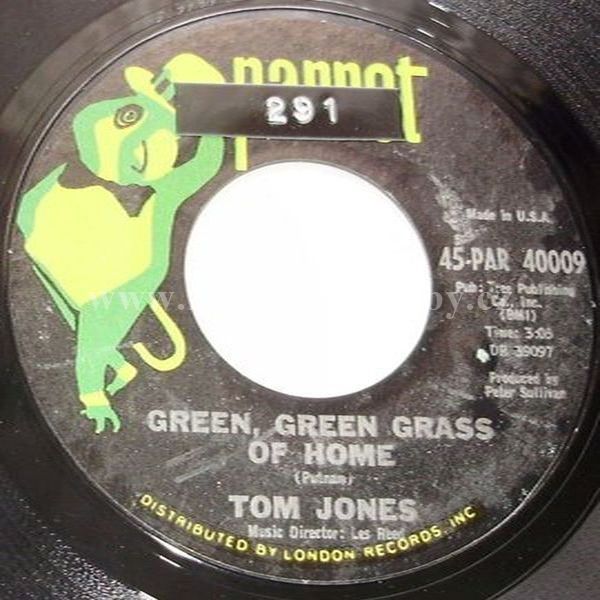 parrot
291
Made in U.S.A.
45-PAR 40009
Pub: Tree Publishing
Co., Inc.
(BMI)
Time: 3:05
DR 39097
Produced by
Peter Sullivan
GREEN, GREEN GRASS
OF HOME
(Putnam)
TOM JONES
Music Director: Les Reed
DISTRIBUTED BY LONDON RECORDS, INC